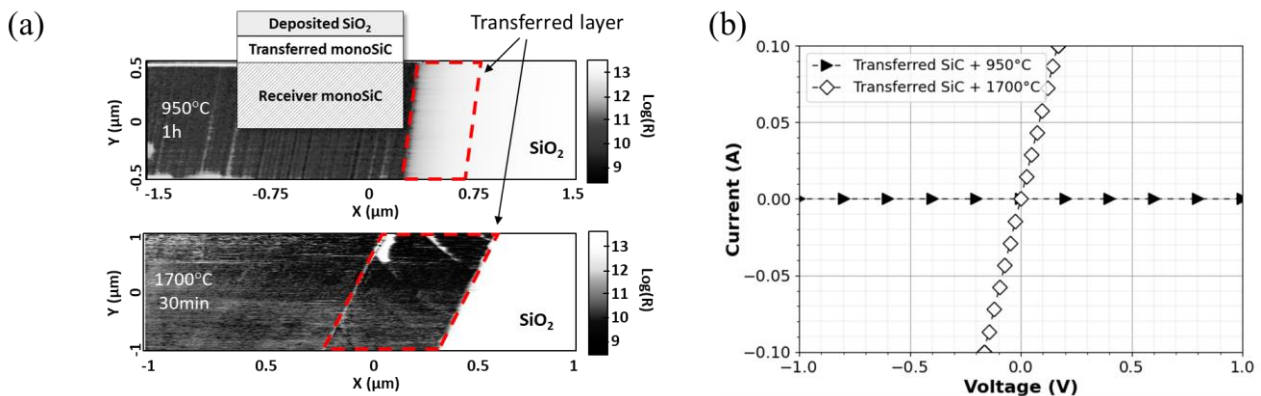 (a)
Deposited SiO₂
Transferred monoSiC
Receiver monoSiC
Transferred layer
0.5
0
-0.5
Y (µm)
950°C
1h
SiO₂
13
12
11
10
9
Log(R)
-1.5
-0.75
0
0.75
1.5
X (µm)
1
0
-1
Y (µm)
1700°C
30min
SiO₂
13
12
11
10
9
Log(R)
-1
-0.5
0
0.5
1
X (µm)
(b)
Transferred SiC + 950°C
Transferred SiC + 1700°C
0.10
0.05
0.00
−0.05
−0.10
Current (A)
−1.0
−0.5
0.0
0.5
1.0
Voltage (V)